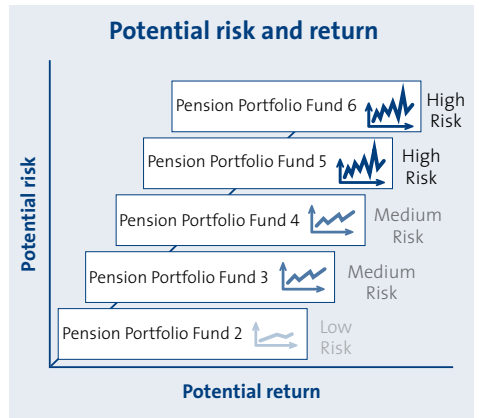 Potential risk and return
Potential risk
Pension Portfolio Fund 6
High
Risk
Pension Portfolio Fund 5
High
Risk
Pension Portfolio Fund 4
Medium
Risk
Pension Portfolio Fund 3
Medium
Risk
Pension Portfolio Fund 2
Low
Risk
Potential return